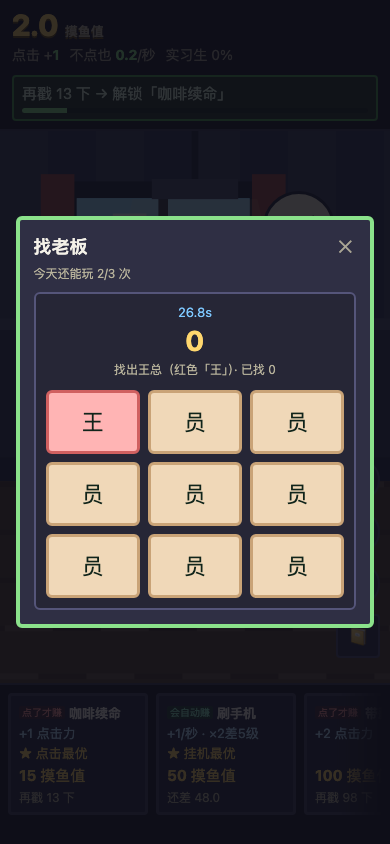 2.0 摸鱼值
点击 +1 不点也 0.2/秒 实习生 0%
再戳 13 下 → 解锁「咖啡续命」
找老板
今天还能玩 2/3 次
26.8s
0
找出王总（红色「王」）· 已找 0
王 员 员
员 员 员
员 员 员
点了才赚 咖啡续命
+1 点击力
★ 点击最优
15 摸鱼值
再戳 13 下
会自动赚 刷手机
+1/秒 · ×2差5级
★ 挂机最优
50 摸鱼值
还差 48.0
点了才赚
+2 点击力
100 摸鱼
再戳 98 下